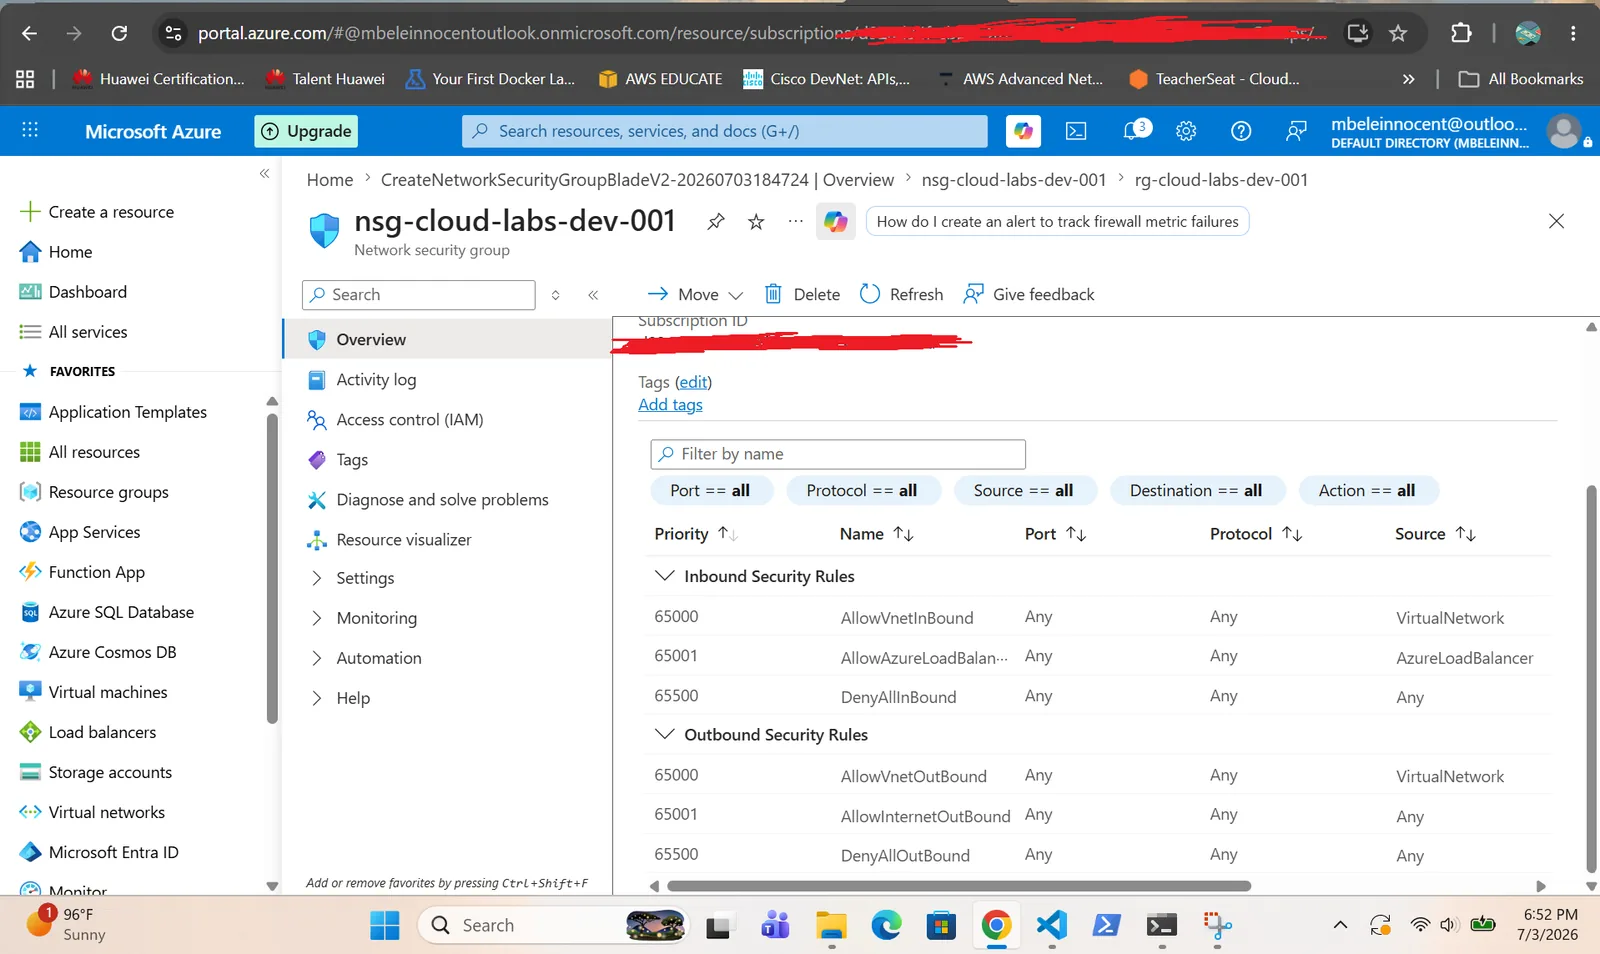 portal.azure.com/#@mbeleinnocentoutlook.onmicrosoft.com/resource/subscriptions/
Huawei Certification... Talent Huawei Your First Docker La... AWS EDUCATE Cisco DevNet: APIs,... AWS Advanced Net... TeacherSeat - Cloud... » All Bookmarks
Microsoft Azure Upgrade Search resources, services, and docs (G+/) 3 mbeleinnocent@outloo...
DEFAULT DIRECTORY (MBELEINN...
Home > CreateNetworkSecurityGroupBladeV2-20260703184724 | Overview > nsg-cloud-labs-dev-001 > rg-cloud-labs-dev-001
nsg-cloud-labs-dev-001 ... How do I create an alert to track firewall metric failures
Network security group
Create a resource
Home
Dashboard
All services
FAVORITES
Application Templates
All resources
Resource groups
App Services
Function App
Azure SQL Database
Azure Cosmos DB
Virtual machines
Load balancers
Storage accounts
Virtual networks
Microsoft Entra ID
Monitor
Search
Overview
Activity log
Access control (IAM)
Tags
Diagnose and solve problems
Resource visualizer
Settings
Monitoring
Automation
Help
Add or remove favorites by pressing Ctrl+Shift+F
Move Delete Refresh Give feedback
Subscription ID
Tags (edit)
Add tags
Filter by name
Port == all Protocol == all Source == all Destination == all Action == all
Priority Name Port Protocol Source
Inbound Security Rules
65000 AllowVnetInBound Any Any VirtualNetwork
65001 AllowAzureLoadBalan... Any Any AzureLoadBalancer
65500 DenyAllInBound Any Any Any
Outbound Security Rules
65000 AllowVnetOutBound Any Any VirtualNetwork
65001 AllowInternetOutBound Any Any Any
65500 DenyAllOutBound Any Any Any
1 96°F
Sunny
Search
6:52 PM
7/3/2026